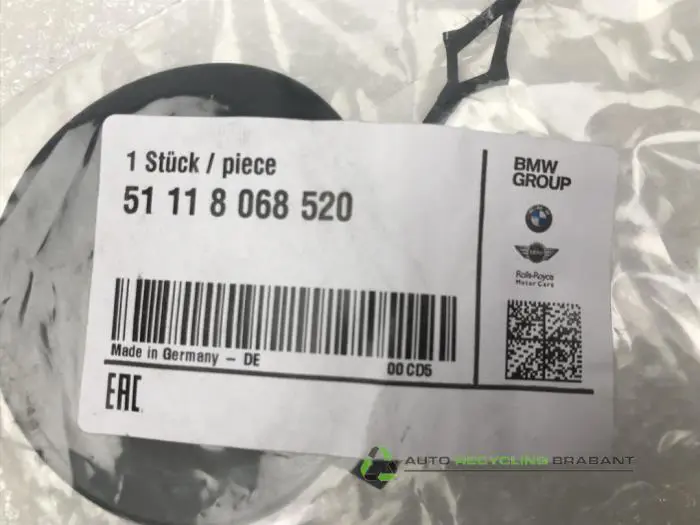 1 Stück / piece
51 11 8 068 520
Made in Germany – DE
00 CD5
EAC
BMW
GROUP
Rolls-Royce
Motor Cars
AUTO RECYCLING BRABANT